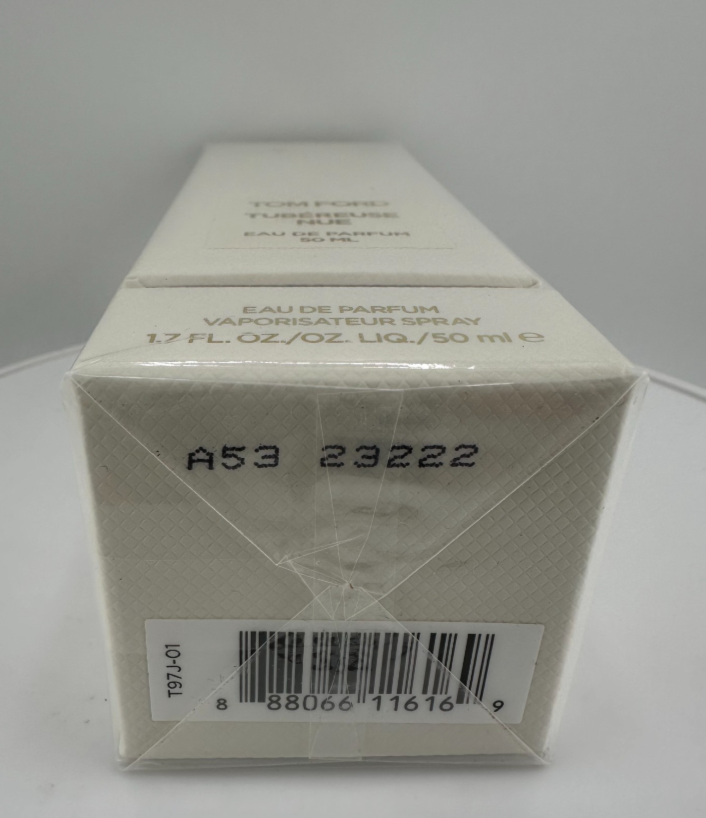 TOM FORD
TUBÉREUSE
NUE
EAU DE PARFUM
50 ML
EAU DE PARFUM
VAPORISATEUR SPRAY
1.7 FL. OZ./OZ. LIQ./50 ml ℮
A53 23222
T97J-01
8 88066 11616 9